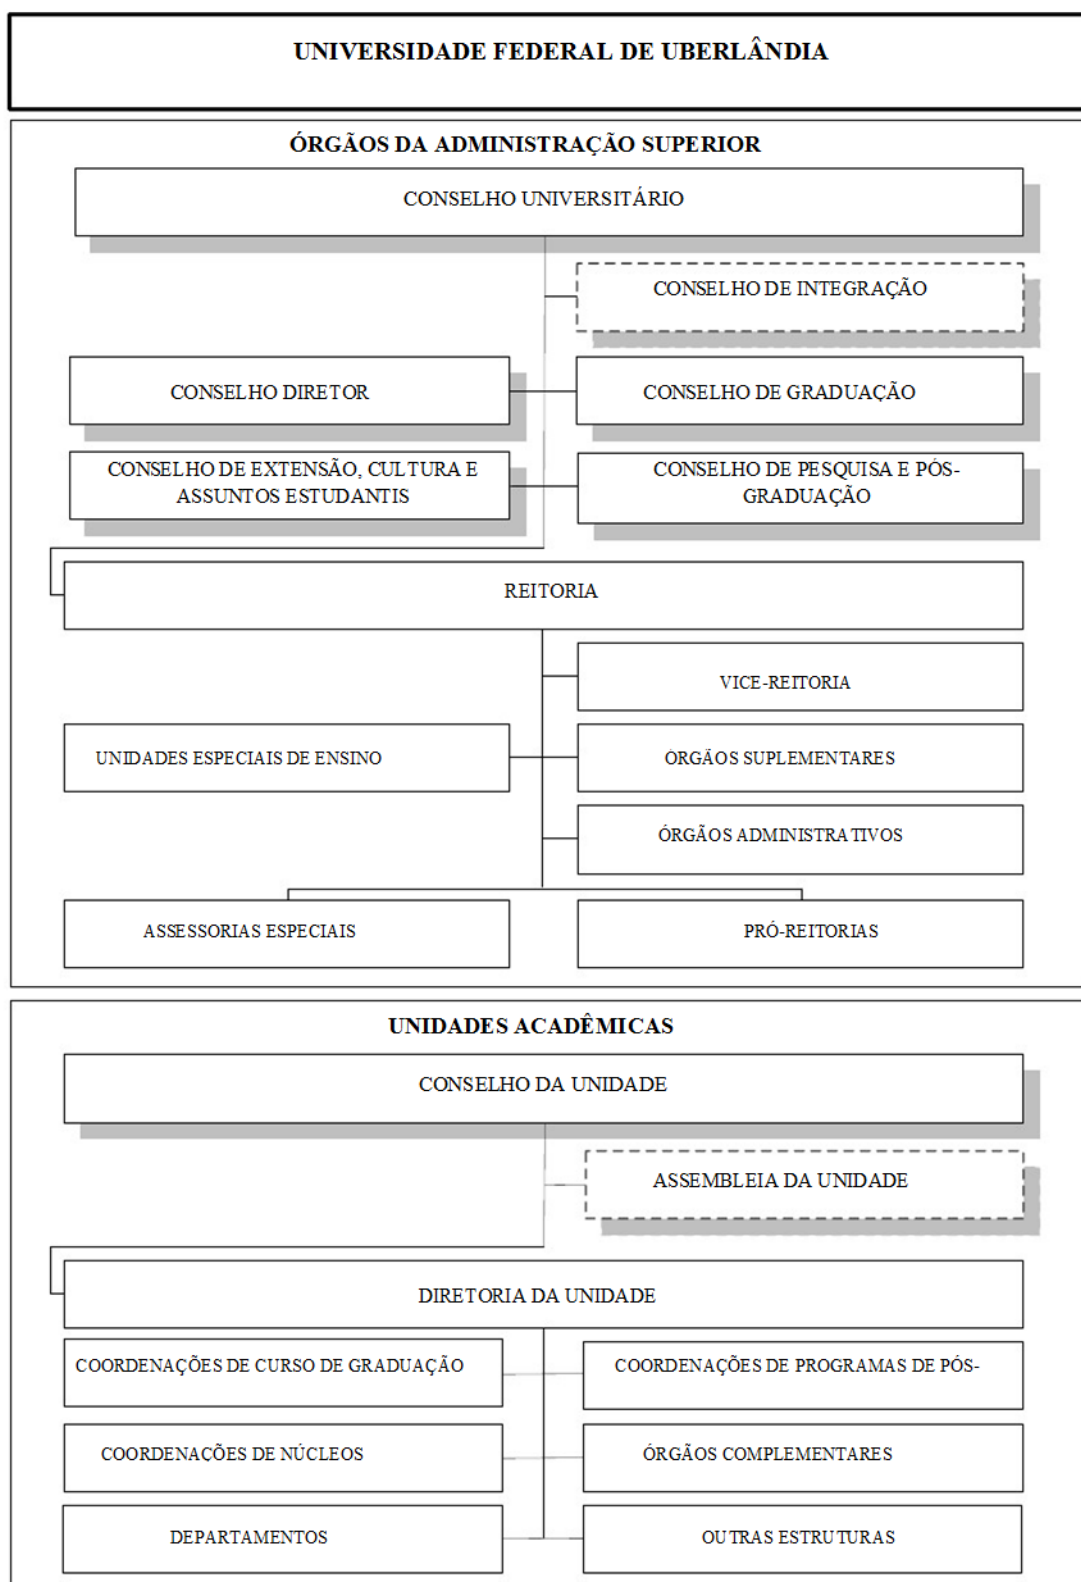 UNIVERSIDADE FEDERAL DE UBERLÂNDIA
ÓRGÃOS DA ADMINISTRAÇÃO SUPERIOR
CONSELHO UNIVERSITÁRIO
CONSELHO DE INTEGRAÇÃO
CONSELHO DIRETOR
CONSELHO DE GRADUAÇÃO
CONSELHO DE EXTENSÃO, CULTURA E
ASSUNTOS ESTUDANTIS
CONSELHO DE PESQUISA E PÓS-
GRADUAÇÃO
REITORIA
VICE-REITORIA
UNIDADES ESPECIAIS DE ENSINO
ÓRGÃOS SUPLEMENTARES
ÓRGÃOS ADMINISTRATIVOS
ASSESSORIAS ESPECIAIS
PRÓ-REITORIAS
UNIDADES ACADÊMICAS
CONSELHO DA UNIDADE
ASSEMBLEIA DA UNIDADE
DIRETORIA DA UNIDADE
COORDENAÇÕES DE CURSO DE GRADUAÇÃO
COORDENAÇÕES DE PROGRAMAS DE PÓS-
COORDENAÇÕES DE NÚCLEOS
ÓRGÃOS COMPLEMENTARES
DEPARTAMENTOS
OUTRAS ESTRUTURAS